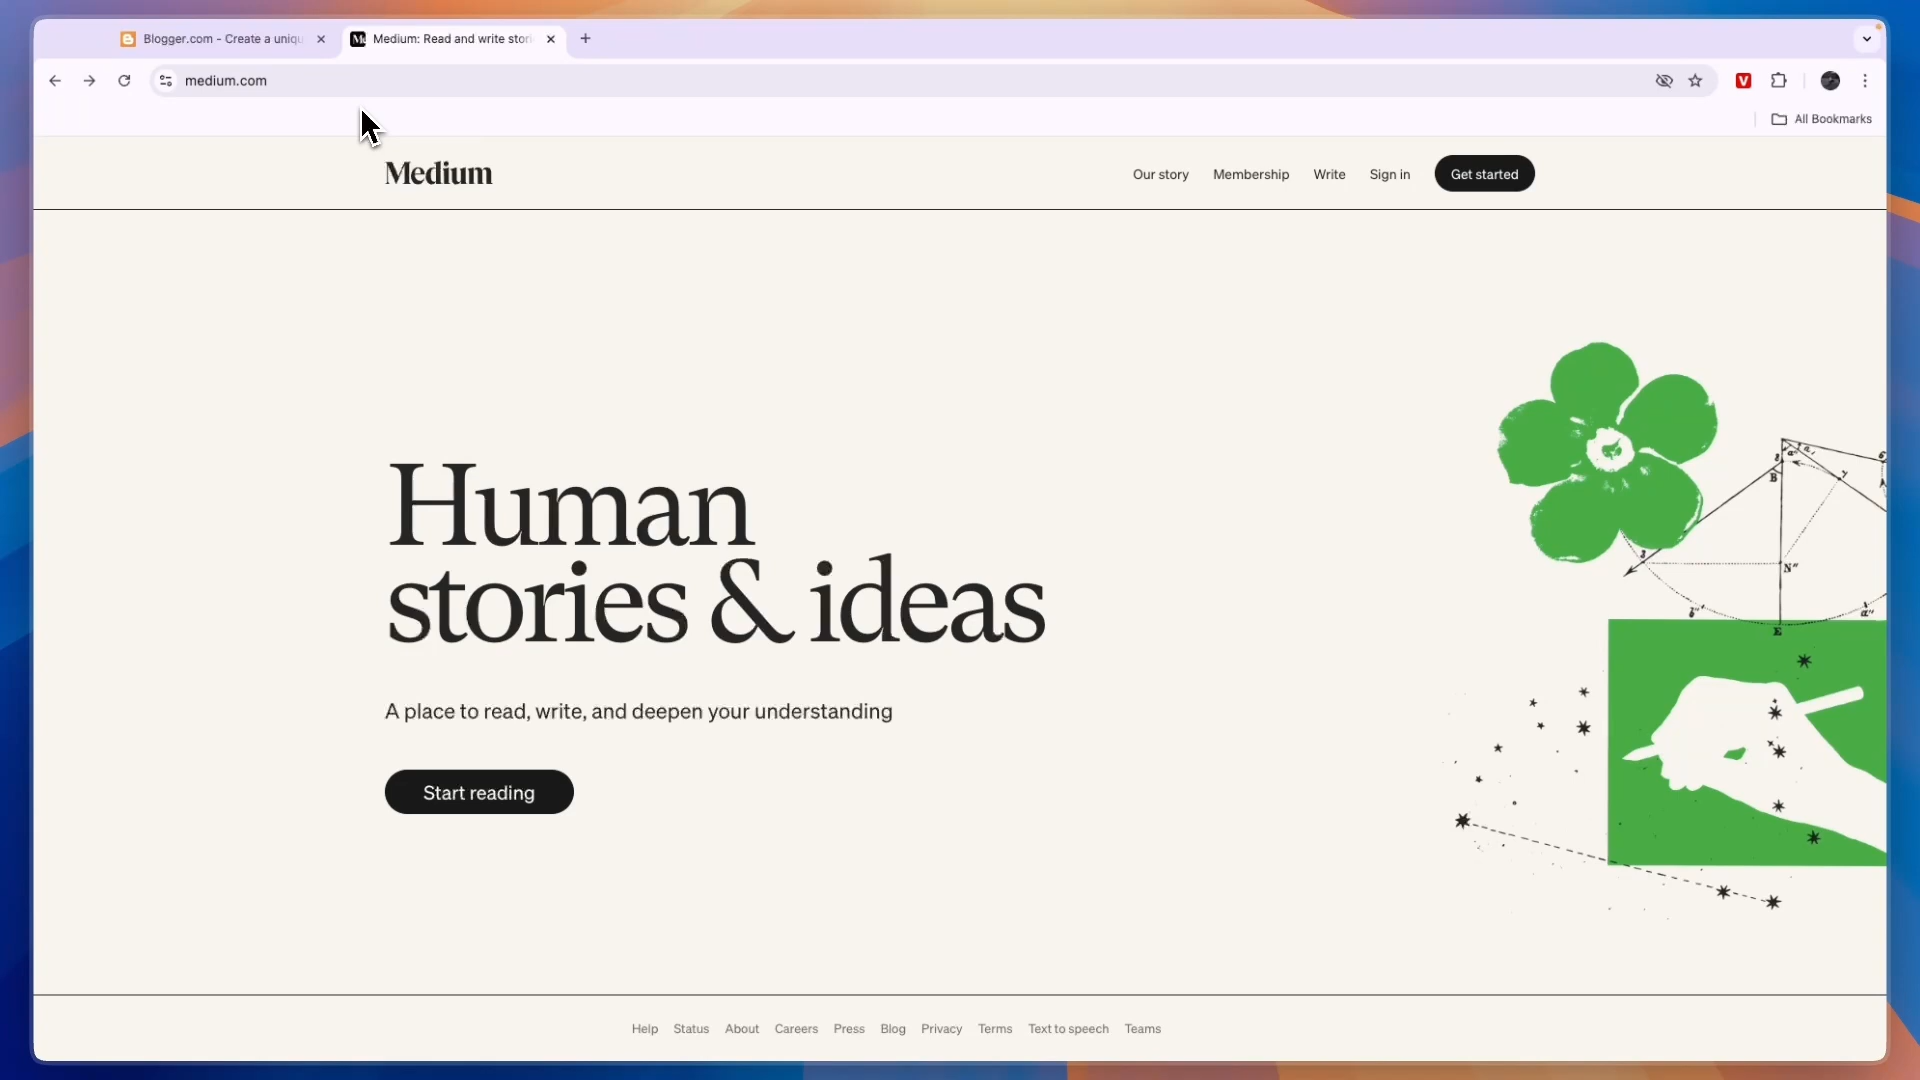 Blogger.com - Create a uniqu
Medium: Read and write stori
medium.com
All Bookmarks
Medium
Our story
Membership
Write
Sign in
Get started
Human
stories & ideas
A place to read, write, and deepen your understanding
Start reading
B
N"
b"
a"
E
Help
Status
About
Careers
Press
Blog
Privacy
Terms
Text to speech
Teams